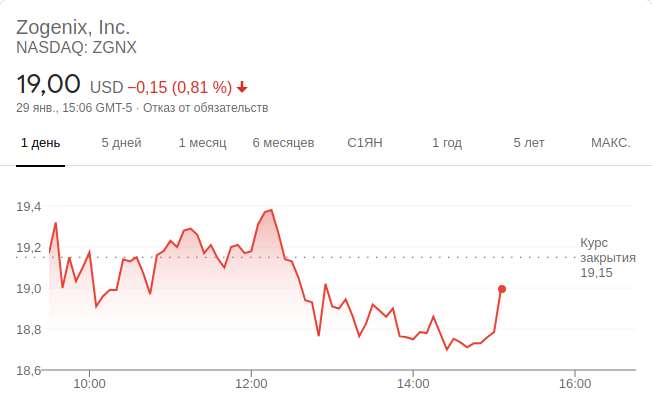 Zogenix, Inc.
NASDAQ: ZGNX
19,00 USD −0,15 (0,81 %)
29 янв., 15:06 GMT-5 · Отказ от обязательств
1 день 5 дней 1 месяц 6 месяцев С1ЯН 1 год 5 лет МАКС.
19,4
19,2
19,0
18,8
18,6
Курс
закрытия
19,15
10:00 12:00 14:00 16:00